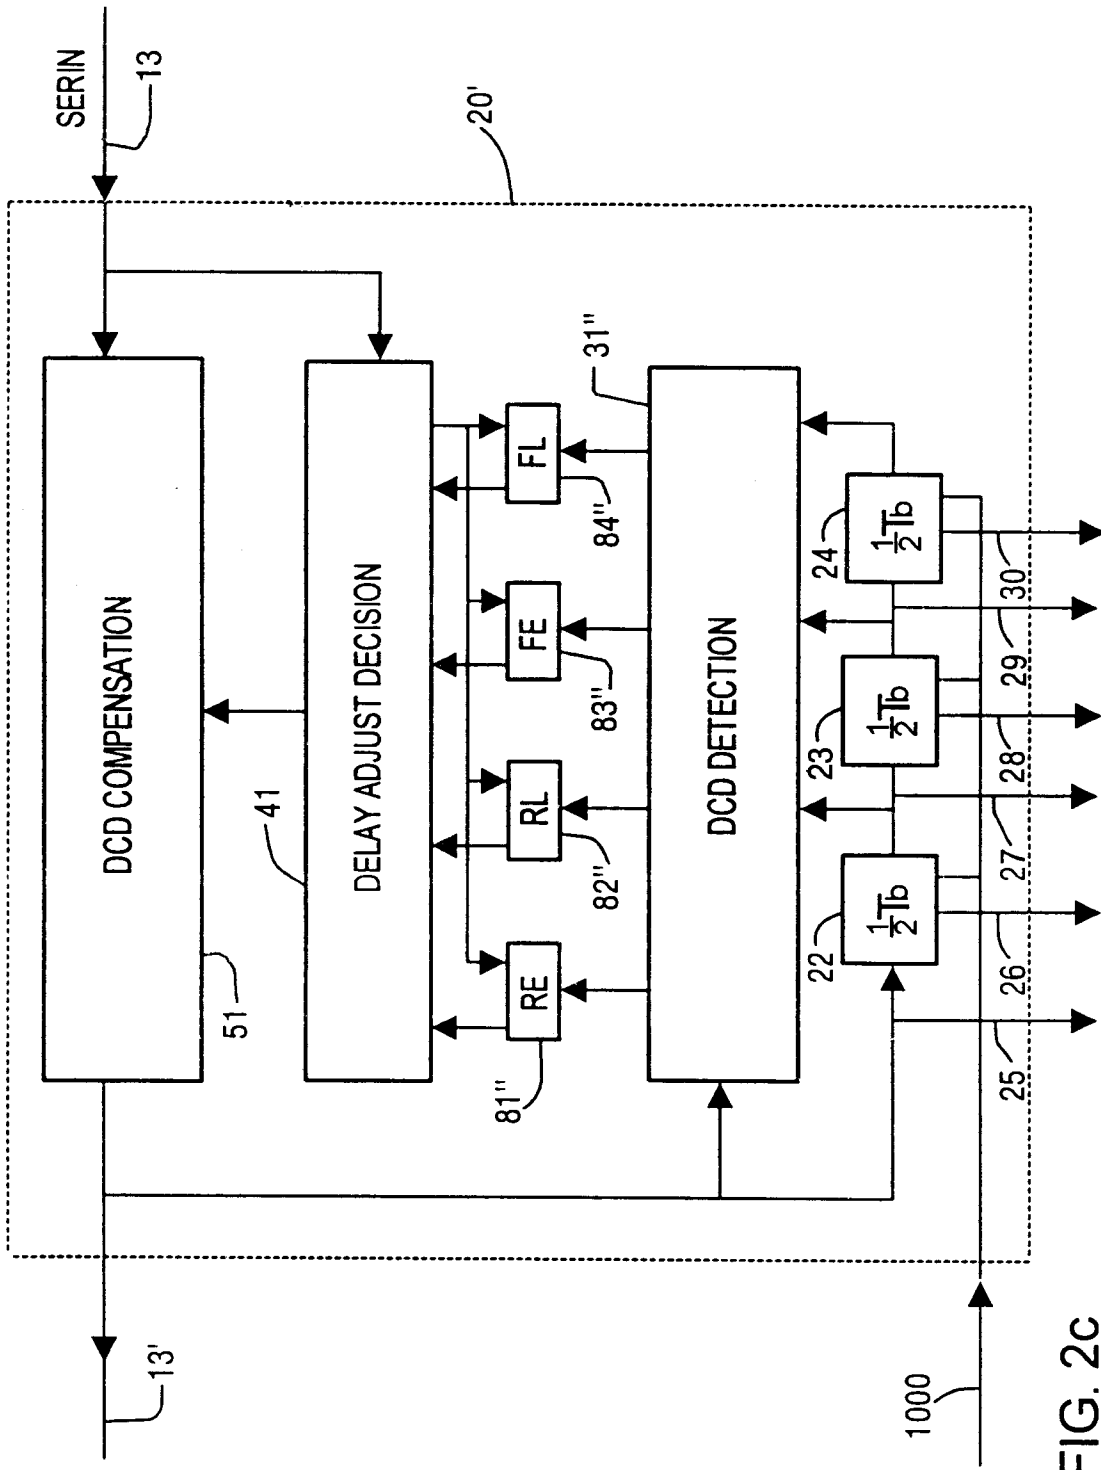 SERIN
13
20'
DCD COMPENSATION
51
DELAY ADJUST DECISION
41
RE
81"
RL
82"
FE
83"
FL
84"
DCD DETECTION
31"
22
1/2 Tb
23
1/2 Tb
24
1/2 Tb
25
26
27
28
29
30
13'
1000
FIG. 2c